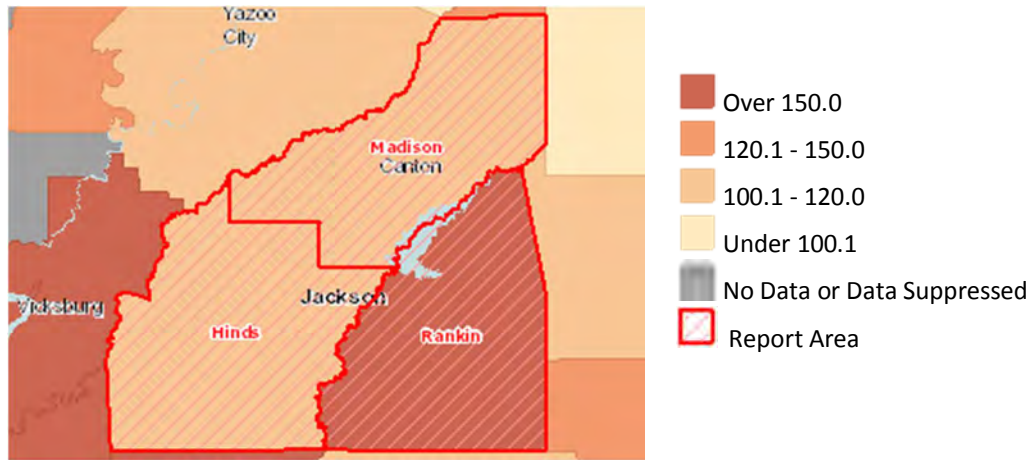 Yazoo
City
Madison
Canton
Jackson
Vicksburg
Hinds
Rankin
Over 150.0
120.1 - 150.0
100.1 - 120.0
Under 100.1
No Data or Data Suppressed
Report Area